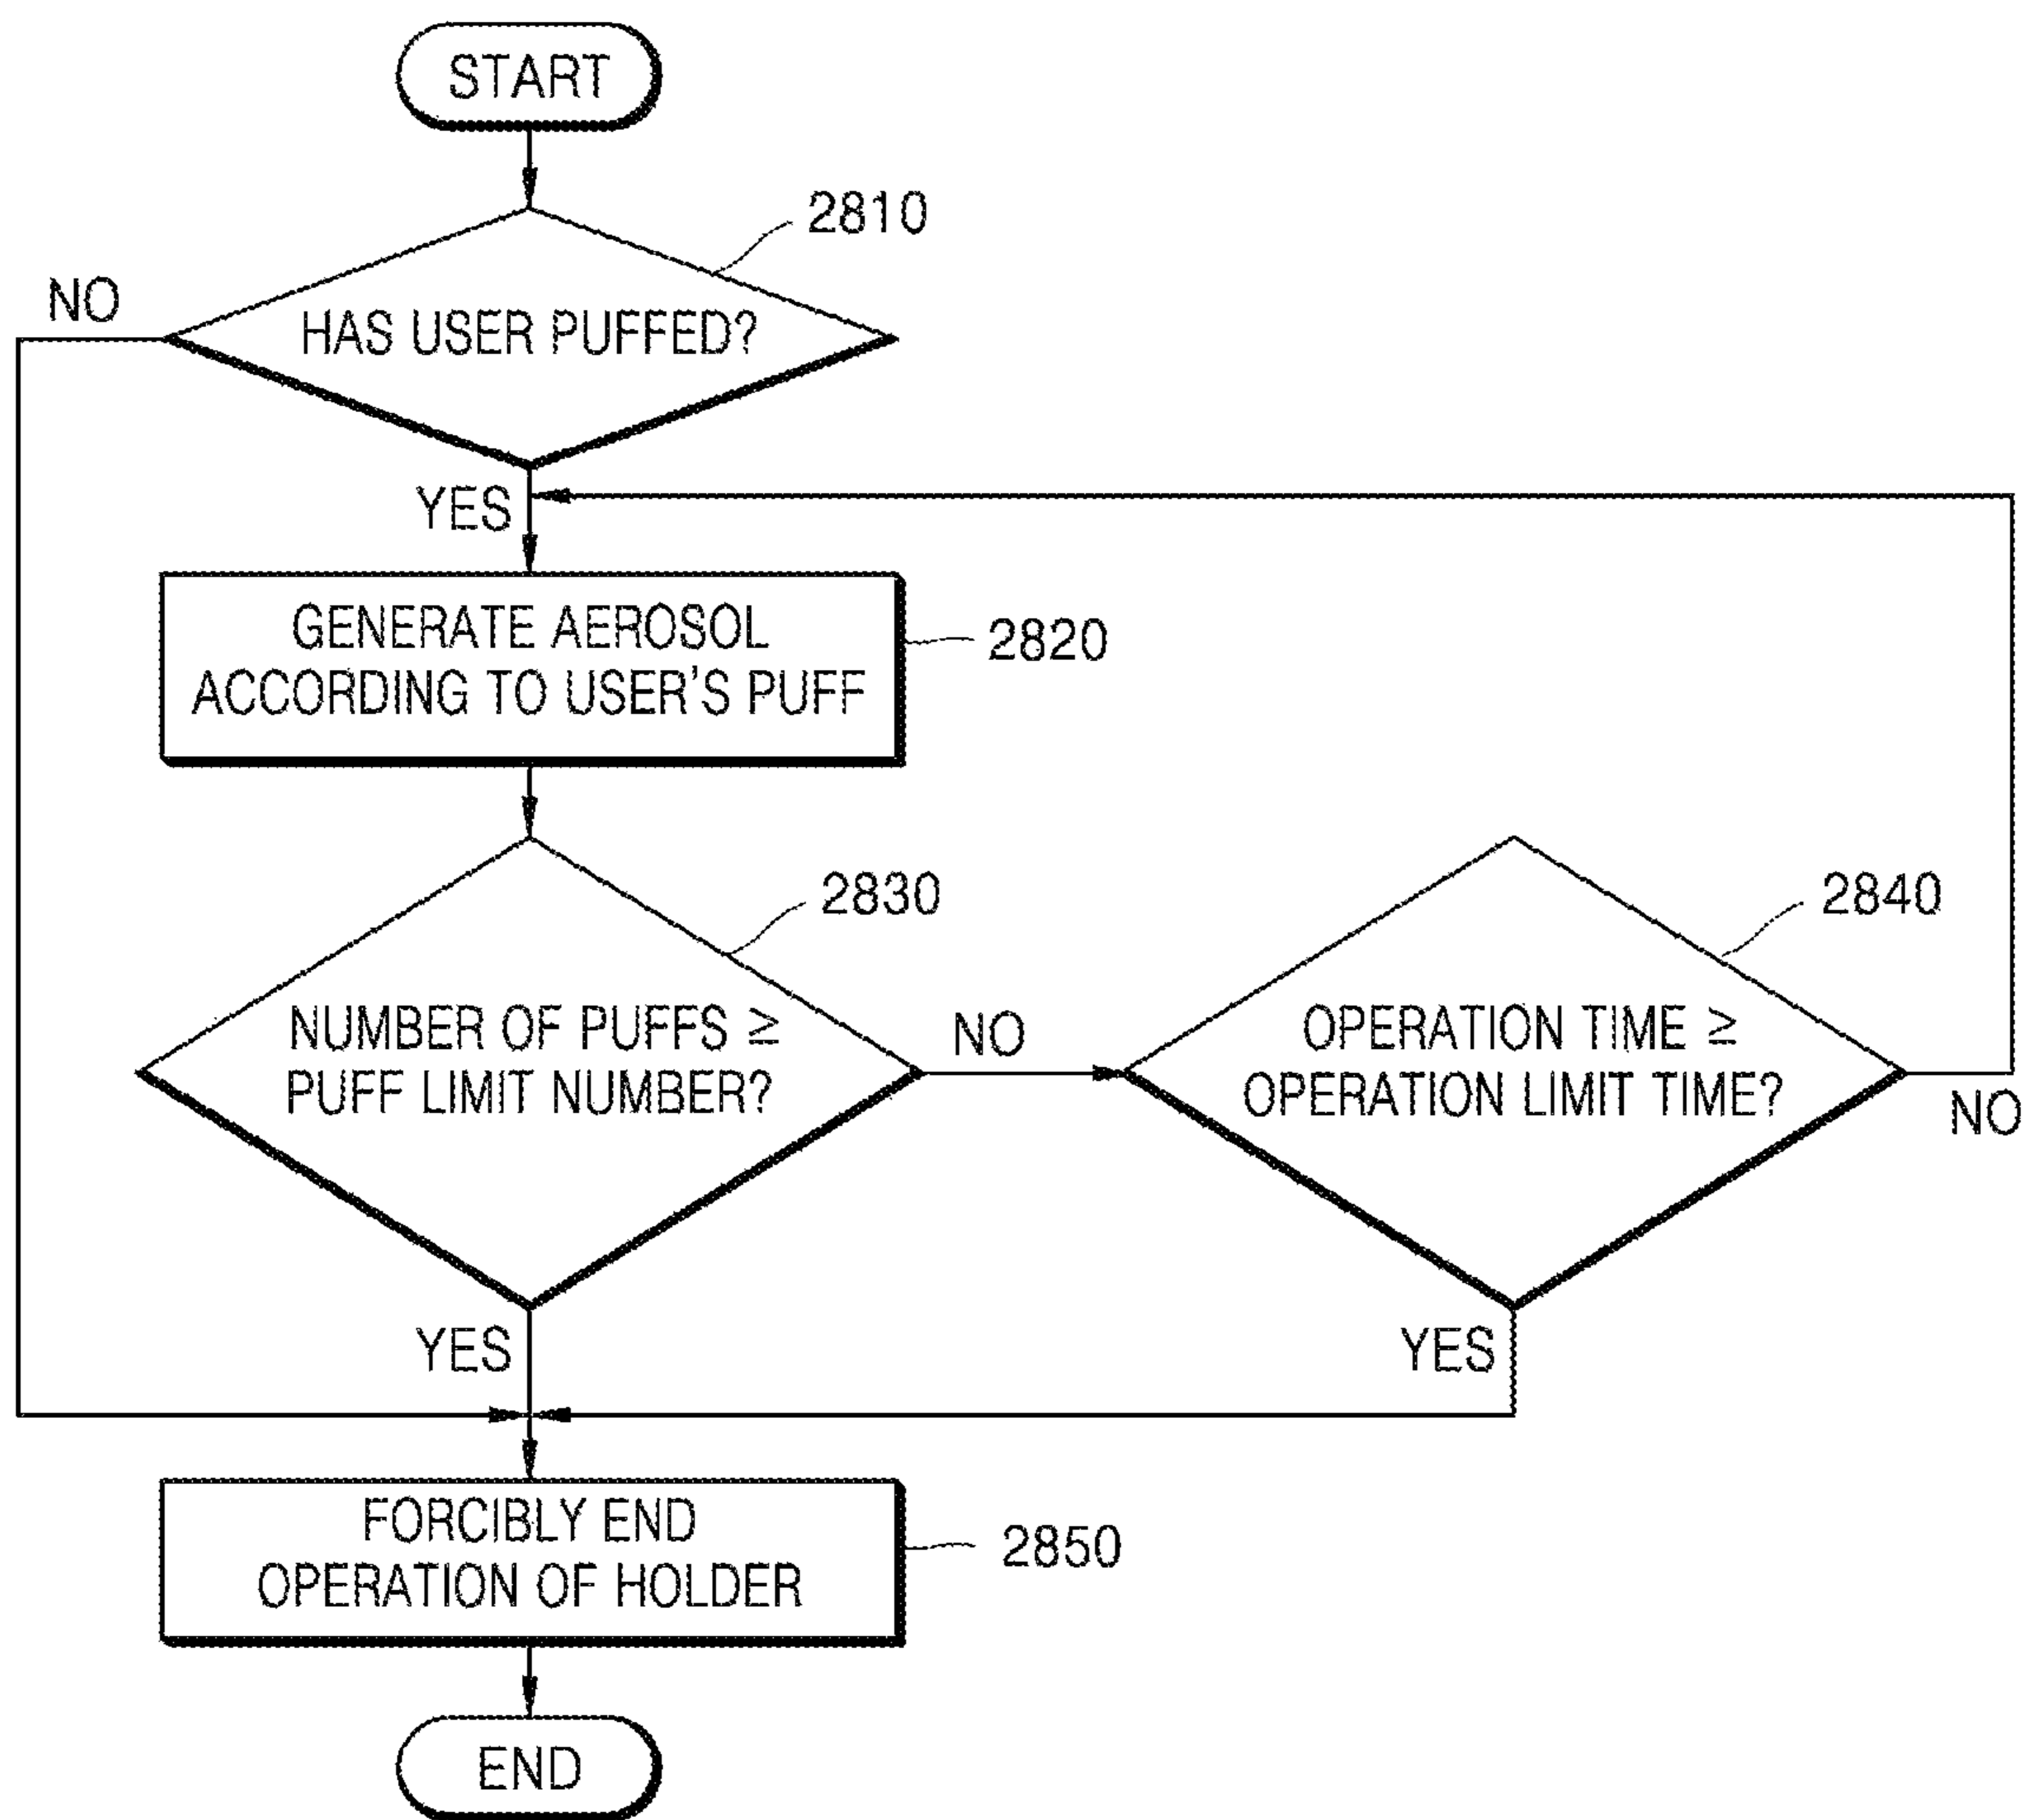 START
2810
NO
HAS USER PUFFED?
YES
GENERATE AEROSOL
ACCORDING TO USER'S PUFF
2820
2830
2840
NUMBER OF PUFFS ≥
PUFF LIMIT NUMBER?
NO
OPERATION TIME ≥
OPERATION LIMIT TIME?
NO
YES
YES
FORCIBLY END
OPERATION OF HOLDER
2850
END